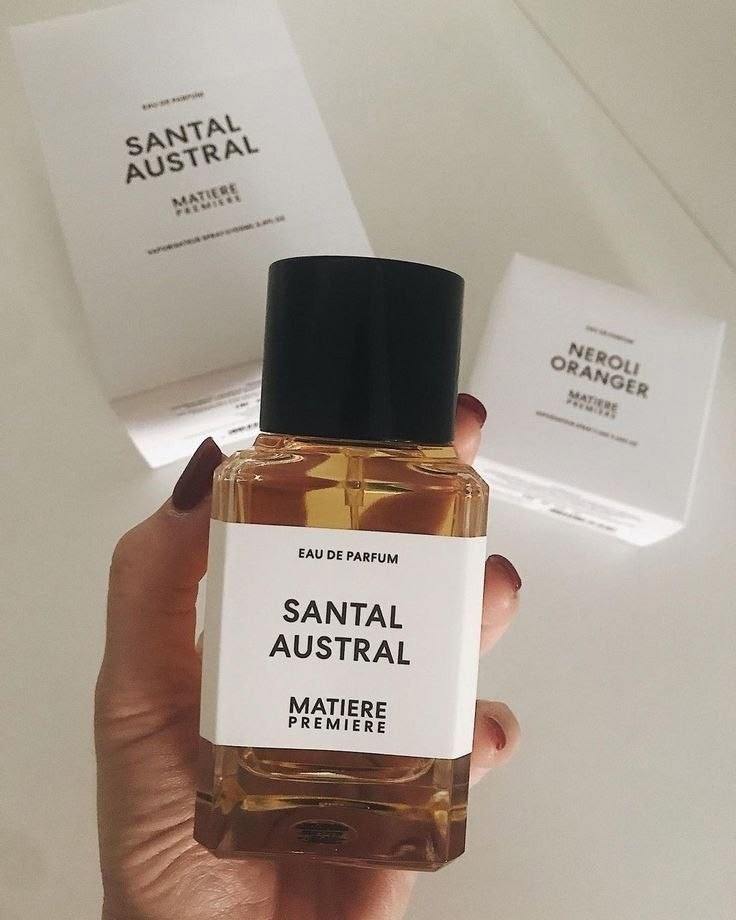 EAU DE PARFUM
SANTAL
AUSTRAL
MATIERE
PREMIERE
EAU DE PARFUM
NEROLI
ORANGER
MATIERE
PREMIERE
EAU DE PARFUM
SANTAL
AUSTRAL
MATIERE
PREMIERE